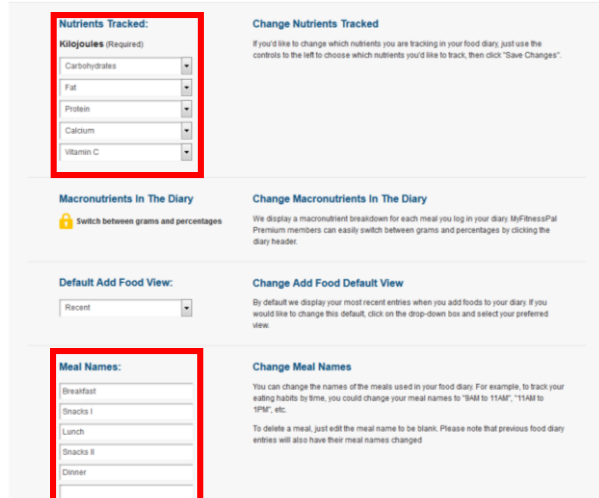 Nutrients Tracked:
Kilojoules (Required)
Carbohydrates
Fat
Protein
Calcium
Vitamin C
Change Nutrients Tracked
If you'd like to change which nutrients you are tracking in your food diary, just use the
controls to the left to choose which nutrients you'd like to track, then click "Save Changes".
Macronutrients In The Diary
Switch between grams and percentages
Change Macronutrients In The Diary
We display a macronutrient breakdown for each meal you log in your diary. MyFitnessPal
Premium members can easily switch between grams and percentages by clicking the
diary header.
Default Add Food View:
Recent
Change Add Food Default View
By default we display your most recent entries when you add foods to your diary. If you
would like to change this default, click on the drop-down box and select your preferred
view.
Meal Names:
Breakfast
Snacks I
Lunch
Snacks II
Dinner
Change Meal Names
You can change the names of the meals used in your food diary. For example, to track your
eating habits by time, you could change your meal names to "9AM to 11AM", "11AM to
1PM", etc.
To delete a meal, just edit the meal name to be blank. Please note that previous food diary
entries will also have their meal names changed